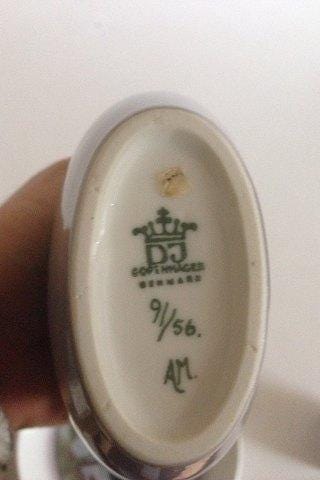 DJ
COPENHAGEN
DENMARK
9/56.
AM.